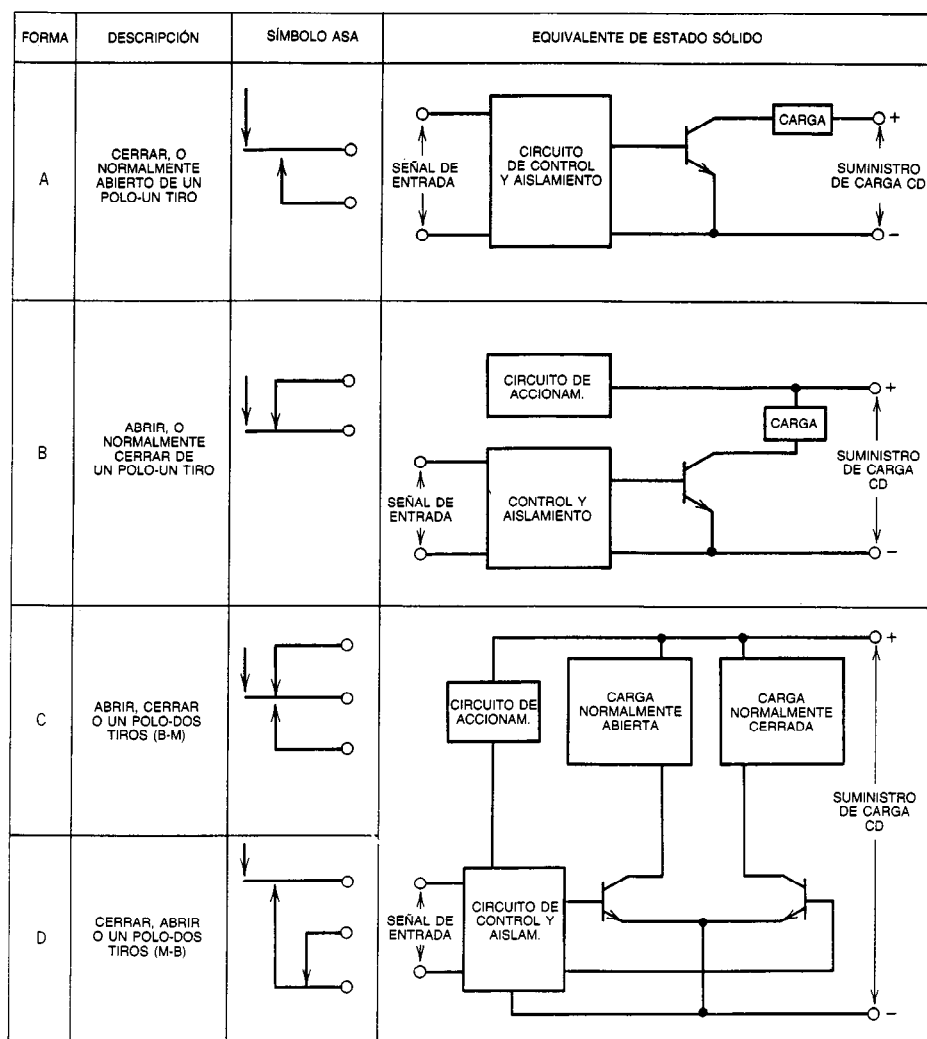 FORMA
DESCRIPCIÓN
SÍMBOLO ASA
EQUIVALENTE DE ESTADO SÓLIDO
A
CERRAR, O
NORMALMENTE
ABIERTO DE UN
POLO-UN TIRO
SEÑAL DE
ENTRADA
CIRCUITO
DE CONTROL
Y AISLAMIENTO
CARGA
+
SUMINISTRO
DE CARGA CD
−
B
ABRIR, O
NORMALMENTE
CERRAR DE
UN POLO-UN TIRO
CIRCUITO DE
ACCIONAM.
SEÑAL DE
ENTRADA
CONTROL Y
AISLAMIENTO
CARGA
+
SUMINISTRO
DE CARGA
CD
−
C
ABRIR, CERRAR
O UN POLO-DOS
TIROS (B-M)
CIRCUITO DE
ACCIONAM.
CARGA
NORMALMENTE
ABIERTA
CARGA
NORMALMENTE
CERRADA
+
SUMINISTRO
DE CARGA
CD
D
CERRAR, ABRIR
O UN POLO-DOS
TIROS (M-B)
SEÑAL DE
ENTRADA
CIRCUITO DE
CONTROL Y
AISLAM.
−